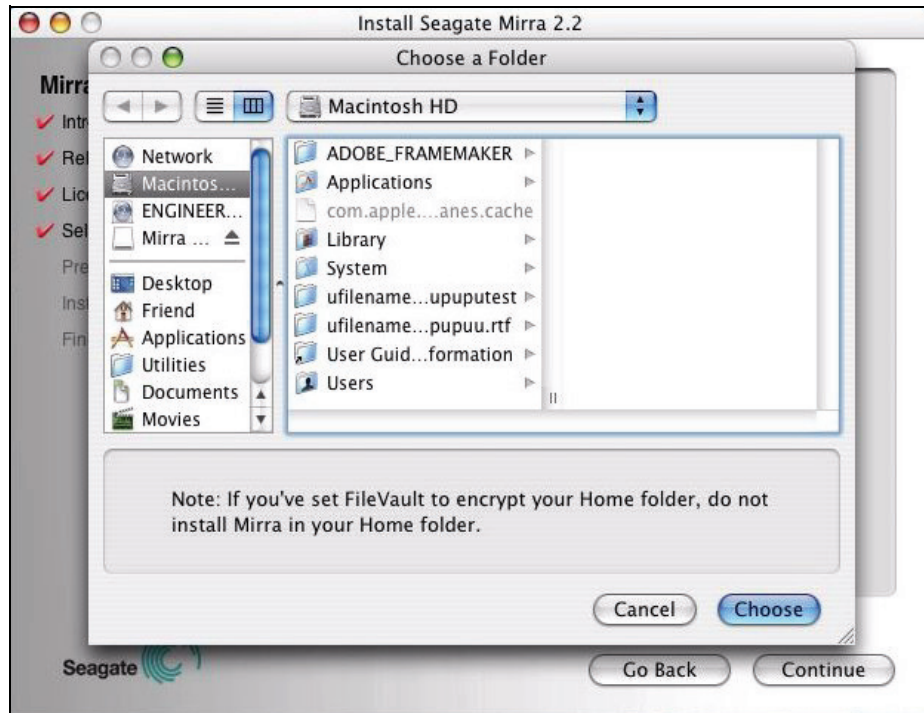 Install Seagate Mirra 2.2
Choose a Folder
Mirra
Macintosh HD
Intr
Rel
Lic
Sel
Pre
Inst
Fin
Network
Macintos...
ENGINEER...
Mirra ...
Desktop
Friend
Applications
Utilities
Documents
Movies
ADOBE_FRAMEMAKER
Applications
com.apple....anes.cache
Library
System
ufilename...upuputest
ufilename...pupuu.rtf
User Guid...formation
Users
Note: If you've set FileVault to encrypt your Home folder, do not
install Mirra in your Home folder.
Cancel
Choose
Seagate
Go Back
Continue